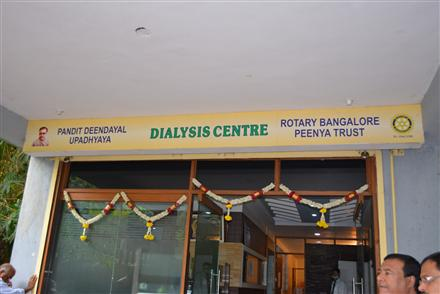 PANDIT DEENDAYAL
UPADHYAYA
DIALYSIS CENTRE
ROTARY BANGALORE
PEENYA TRUST